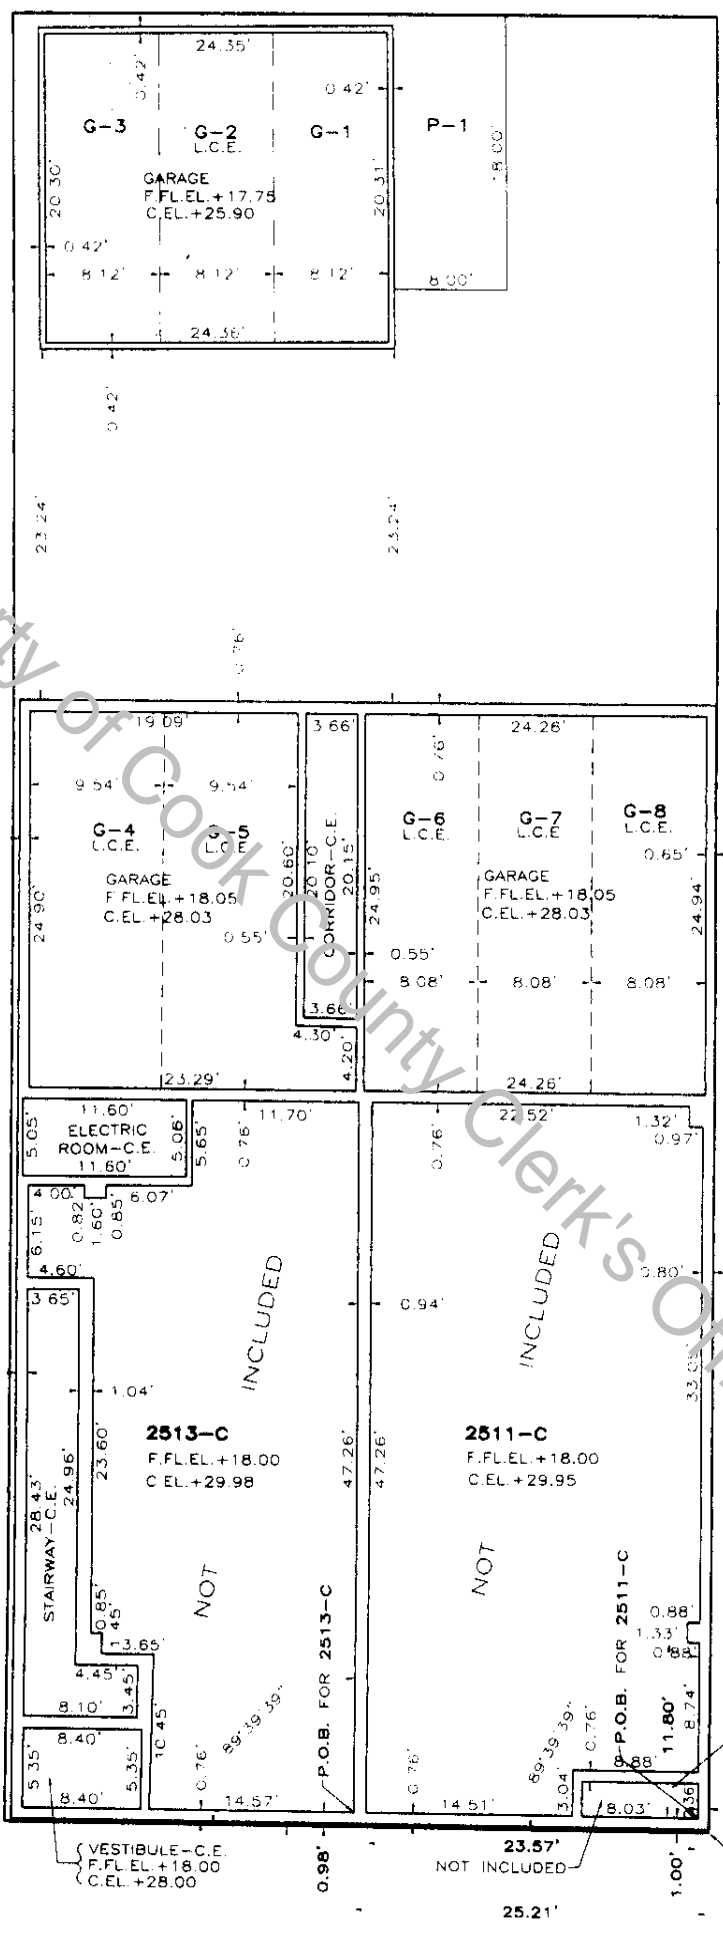 24.35'
0.42'
0.42'
G-3
G-2
L.C.E.
G-1
P-1
18.00'
GARAGE
F.FL.EL.+17.75
C.EL.+25.90
20.30'
20.31'
0.42'
8.12'
8.12'
8.12'
8.00'
24.36'
0.42'
23.24'
23.24'
0.76'
19.09'
3.66'
24.26'
0.76'
9.54'
9.54'
G-4
L.C.E.
G-5
L.C.E.
G-6
L.C.E.
G-7
L.C.E.
G-8
L.C.E.
0.65'
GARAGE
F.FL.EL.+18.05
C.EL.+28.03
GARAGE
F.FL.EL.+18.05
C.EL.+28.03
24.90'
20.60'
20.10'
CORRIDOR-C.E.
20.15'
24.95'
24.94'
0.55'
0.55'
8.08'
8.08'
8.08'
3.66'
4.30'
4.20'
23.29'
24.26'
11.60'
11.70'
22.52'
1.32'
0.97'
5.05'
ELECTRIC
ROOM-C.E.
11.60'
5.06'
5.65'
0.76'
0.76'
4.00'
6.07'
6.15'
0.82'
1.60'
0.85'
4.60'
3.65'
INCLUDED
INCLUDED
0.80'
0.94'
33.05'
1.04'
2513-C
F.FL.EL.+18.00
C.EL.+29.98
2511-C
F.FL.EL.+18.00
C.EL.+29.95
28.43'
STAIRWAY-C.E.
24.96'
23.60'
47.26'
47.26'
NOT
NOT
0.85'
.45'
13.65'
4.45'
3.45'
8.10'
10.45'
P.O.B. FOR 2513-C
P.O.B. FOR 2511-C
0.88'
1.33'
0.88'
8.74'
11.80'
89°39'39"
89°39'39"
8.40'
5.35'
5.35'
8.40'
0.76'
0.76'
0.76'
8.88'
3.04'
8.03'
14.57'
14.51'
VESTIBULE-C.E.
F.FL.EL.+18.00
C.EL.+28.00
0.98'
23.57'
NOT INCLUDED
1.00'
25.21'
of Cook County Clerk's